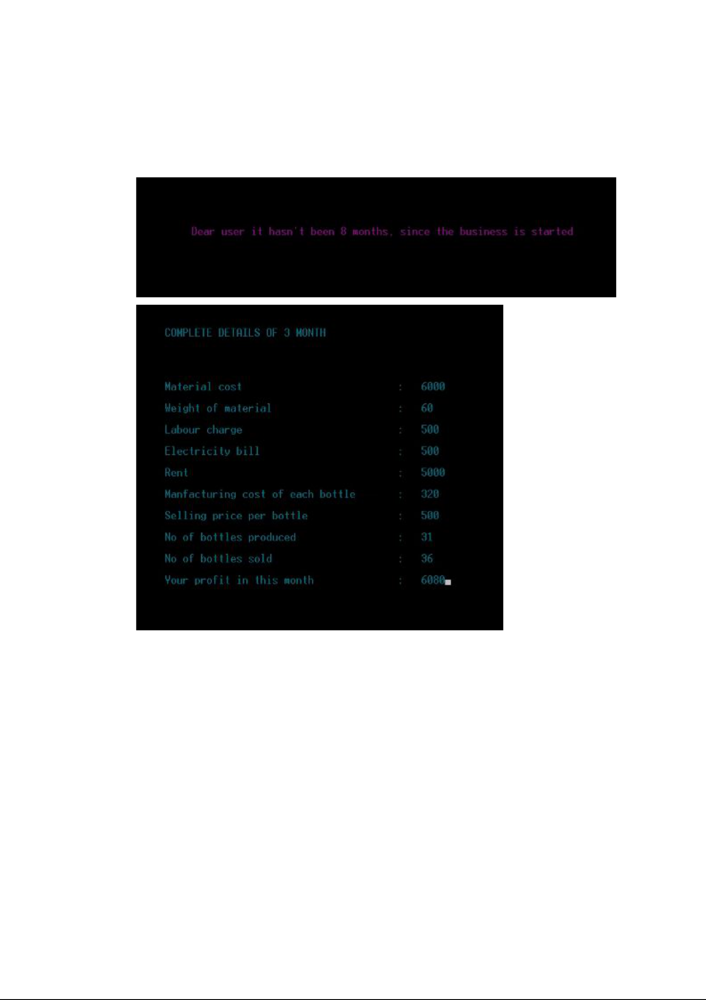 Dear user it hasn't been 8 months, since the business is started
COMPLETE DETAILS OF 3 MONTH
Material cost : 6000
Weight of material : 60
Labour charge : 500
Electricity bill : 500
Rent : 5000
Manfacturing cost of each bottle : 320
Selling price per bottle : 500
No of bottles produced : 31
No of bottles sold : 36
Your profit in this month : 6080